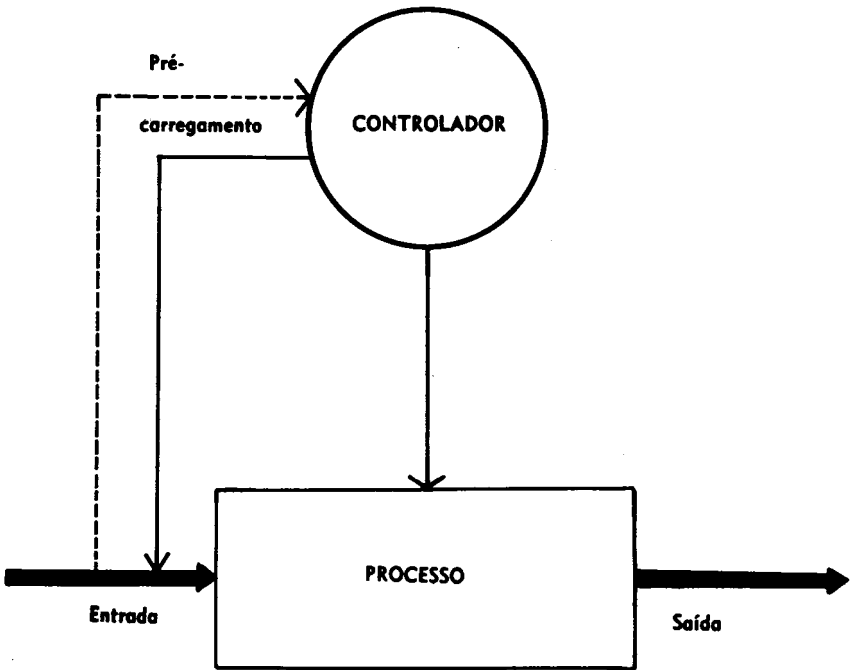 Pré-
carregamento
CONTROLADOR
PROCESSO
Entrada
Saída